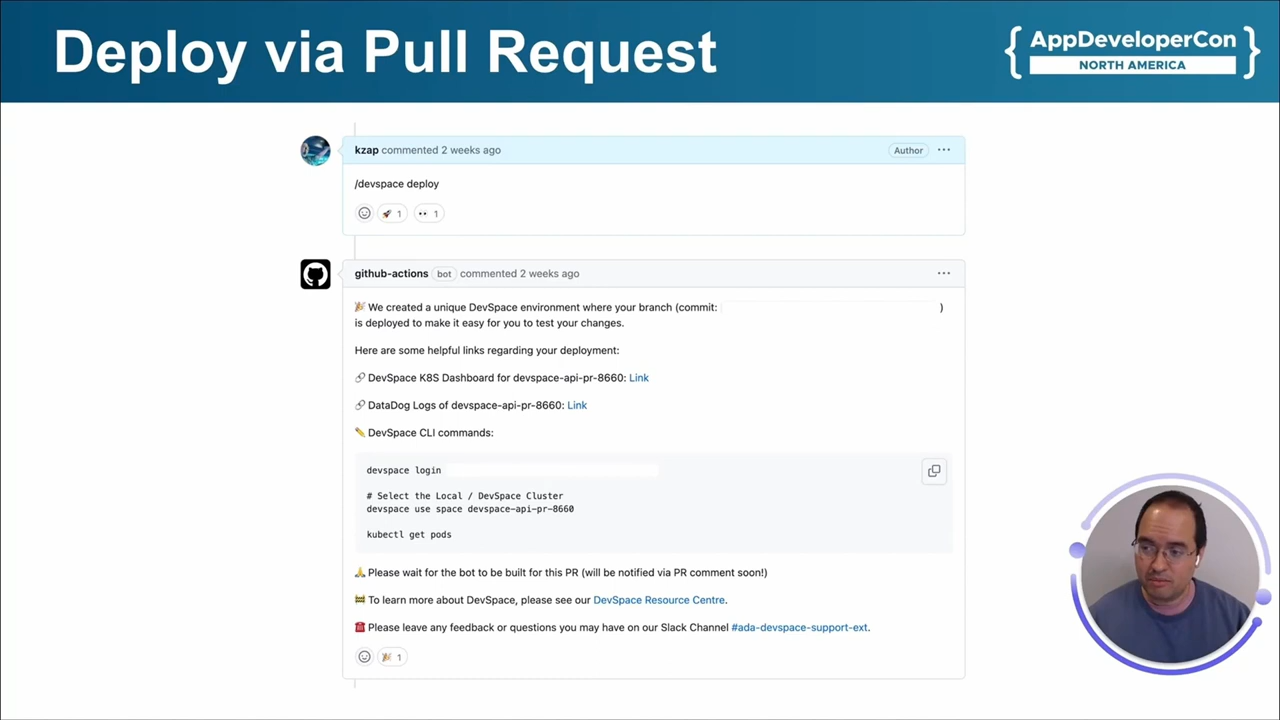 Deploy via Pull Request
AppDeveloperCon
NORTH AMERICA
kzap commented 2 weeks ago
Author
/devspace deploy
1
1
github-actions bot commented 2 weeks ago
We created a unique DevSpace environment where your branch (commit: )
is deployed to make it easy for you to test your changes.
Here are some helpful links regarding your deployment:
DevSpace K8S Dashboard for devspace-api-pr-8660: Link
DataDog Logs of devspace-api-pr-8660: Link
DevSpace CLI commands:
devspace login
# Select the Local / DevSpace Cluster
devspace use space devspace-api-pr-8660
kubectl get pods
Please wait for the bot to be built for this PR (will be notified via PR comment soon!)
To learn more about DevSpace, please see our DevSpace Resource Centre.
Please leave any feedback or questions you may have on our Slack Channel #ada-devspace-support-ext.
1